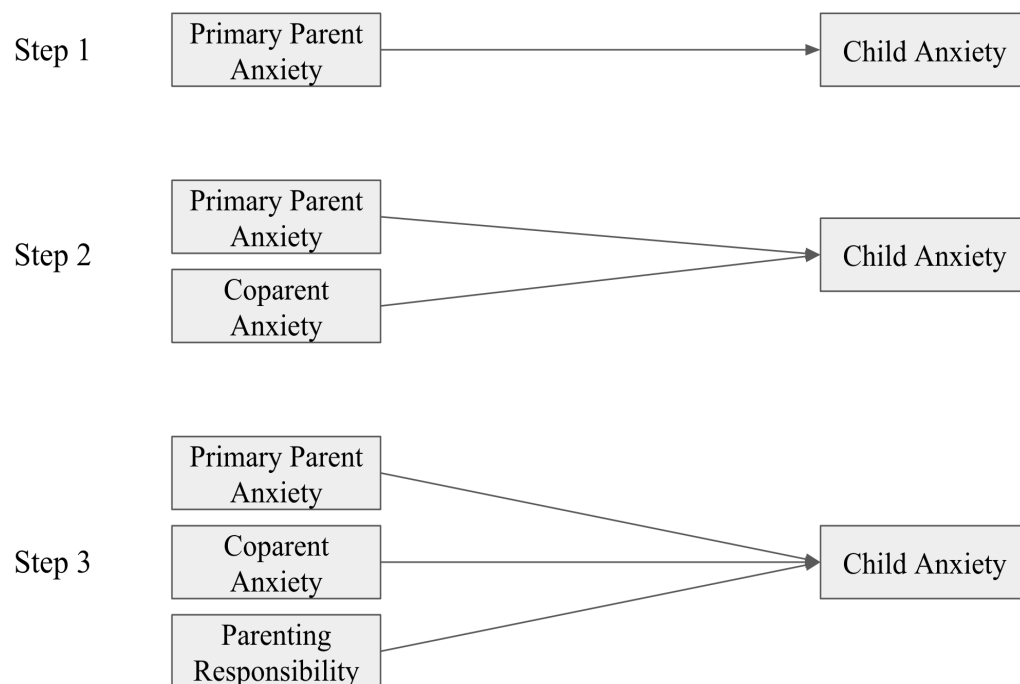 Step 1
Primary Parent
Anxiety
Child Anxiety
Step 2
Primary Parent
Anxiety
Coparent
Anxiety
Child Anxiety
Step 3
Primary Parent
Anxiety
Coparent
Anxiety
Parenting
Responsibility
Child Anxiety